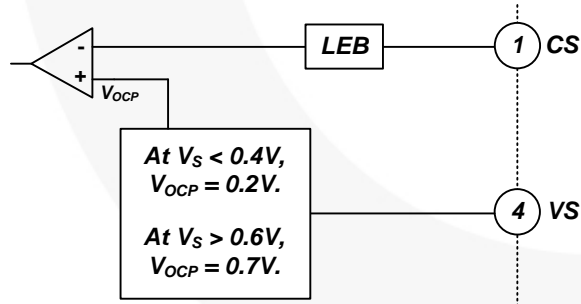 - LEB 1 CS
+
V_OCP
At V_S < 0.4V,
V_OCP = 0.2V.
4 VS
At V_S > 0.6V,
V_OCP = 0.7V.